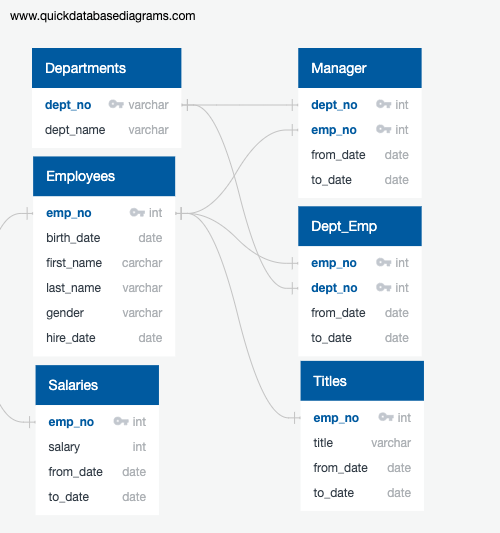 www.quickdatabasediagrams.com
Departments
dept_no varchar
dept_name varchar
Employees
emp_no int
birth_date date
first_name carchar
last_name varchar
gender varchar
hire_date date
Salaries
emp_no int
salary int
from_date date
to_date date
Manager
dept_no int
emp_no int
from_date date
to_date date
Dept_Emp
emp_no int
dept_no int
from_date date
to_date date
Titles
emp_no int
title varchar
from_date date
to_date date